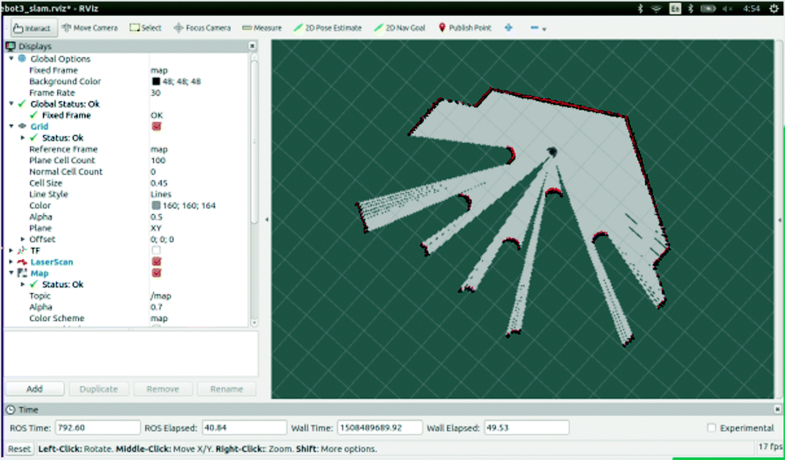 ebot3_slam.rviz* - RViz
En
4:54
Interact
Move Camera
Select
Focus Camera
Measure
2D Pose Estimate
2D Nav Goal
Publish Point
Displays
Global Options
Fixed Frame map
Background Color 48; 48; 48
Frame Rate 30
Global Status: Ok
Fixed Frame OK
Grid
Status: Ok
Reference Frame map
Plane Cell Count 100
Normal Cell Count 0
Cell Size 0.45
Line Style Lines
Color 160; 160; 164
Alpha 0.5
Plane XY
Offset 0; 0; 0
TF
LaserScan
Map
Status: Ok
Topic /map
Alpha 0.7
Color Scheme map
Add
Duplicate
Remove
Rename
Time
ROS Time: 792.60 ROS Elapsed: 40.84 Wall Time: 1508489689.92 Wall Elapsed: 49.53 Experimental
Reset Left-Click: Rotate. Middle-Click: Move X/Y. Right-Click: Zoom. Shift: More options. 17 fps